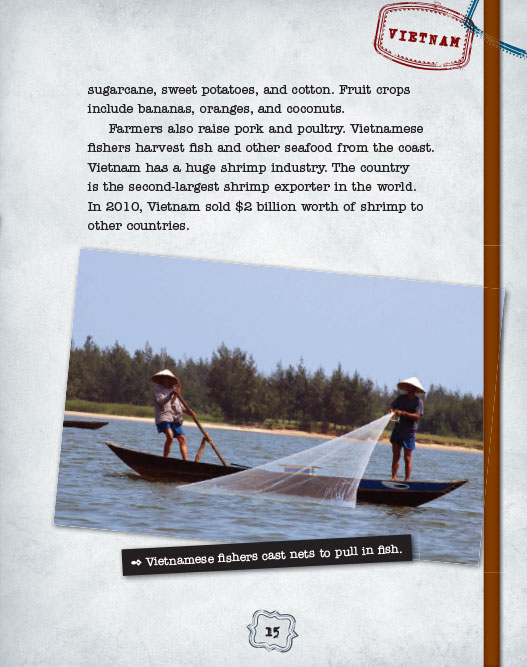 VIETNAM
sugarcane, sweet potatoes, and cotton. Fruit crops
include bananas, oranges, and coconuts.
Farmers also raise pork and poultry. Vietnamese
fishers harvest fish and other seafood from the coast.
Vietnam has a huge shrimp industry. The country
is the second-largest shrimp exporter in the world.
In 2010, Vietnam sold $2 billion worth of shrimp to
other countries.
Vietnamese fishers cast nets to pull in fish.
15